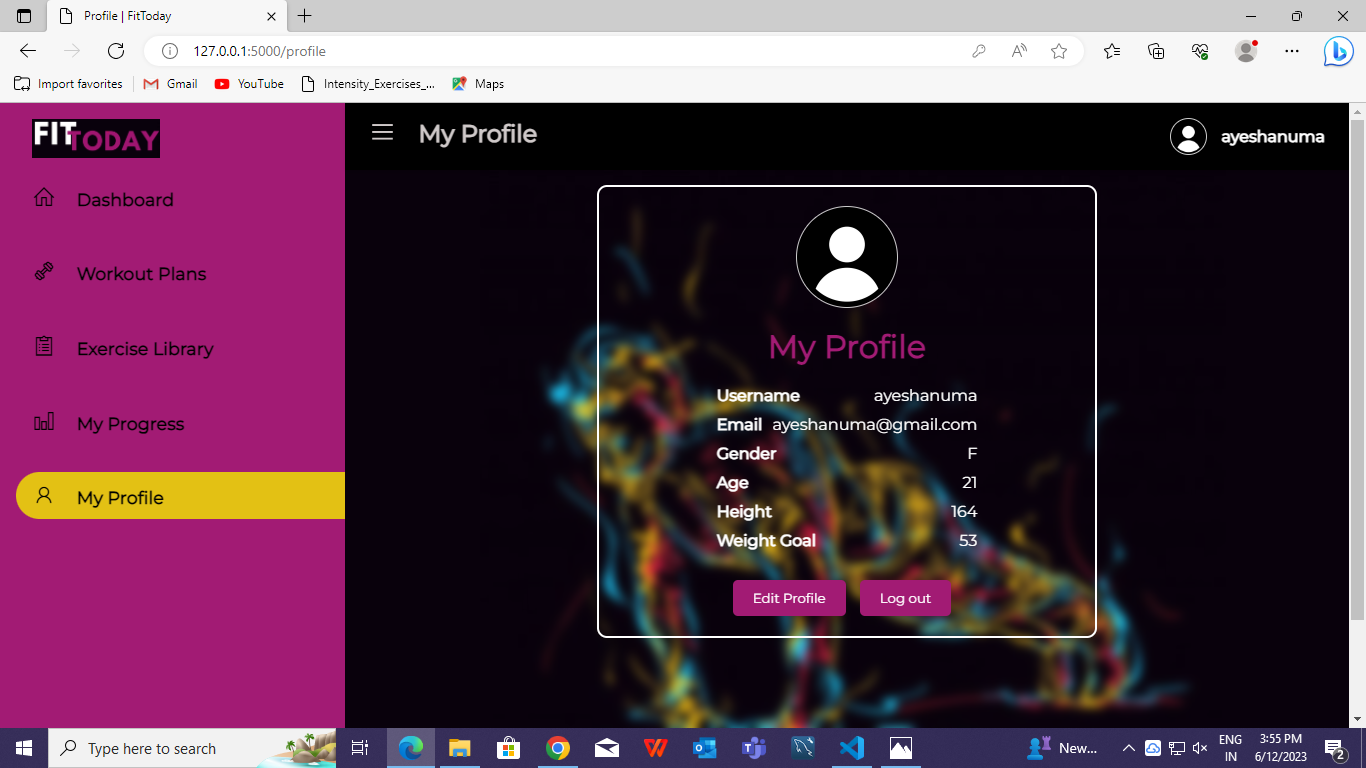 Profile | FitToday
127.0.0.1:5000/profile
Import favorites Gmail YouTube Intensity_Exercises_... Maps
FIT TODAY
My Profile
ayeshanuma
Dashboard
Workout Plans
Exercise Library
My Progress
My Profile
My Profile
Username ayeshanuma
Email ayeshanuma@gmail.com
Gender F
Age 21
Height 164
Weight Goal 53
Edit Profile Log out
Type here to search
New...
ENG
IN
3:55 PM
6/12/2023
2